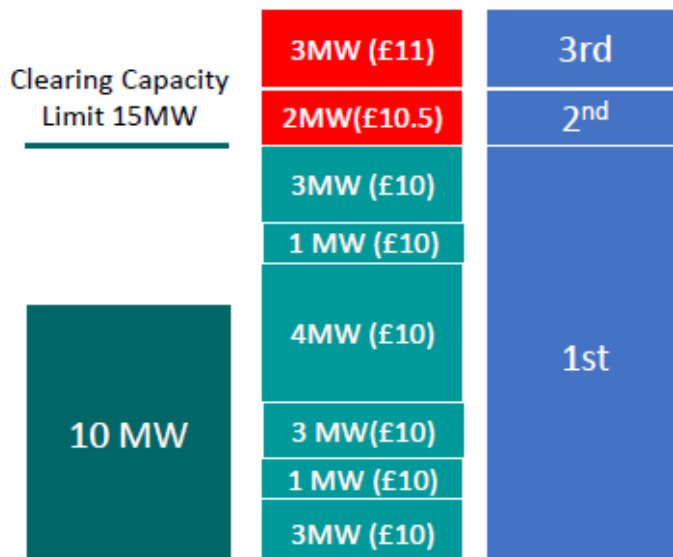 Clearing Capacity
Limit 15MW
10 MW
3MW (£11)
2MW(£10.5)
3MW (£10)
1 MW (£10)
4MW (£10)
3 MW(£10)
1 MW (£10)
3MW (£10)
3rd
2nd
1st